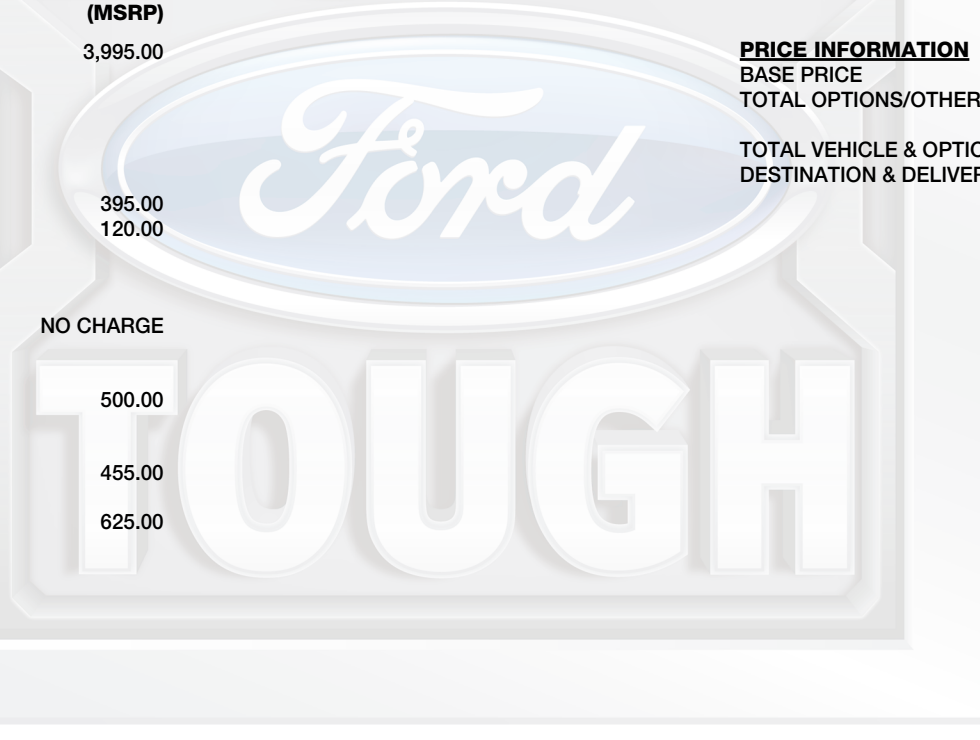 (MSRP)
3,995.00
395.00
120.00
NO CHARGE
500.00
455.00
625.00
PRICE INFORMATION
BASE PRICE
TOTAL OPTIONS/OTHER
TOTAL VEHICLE & OPTIO
DESTINATION & DELIVER
Ford
TOUGH